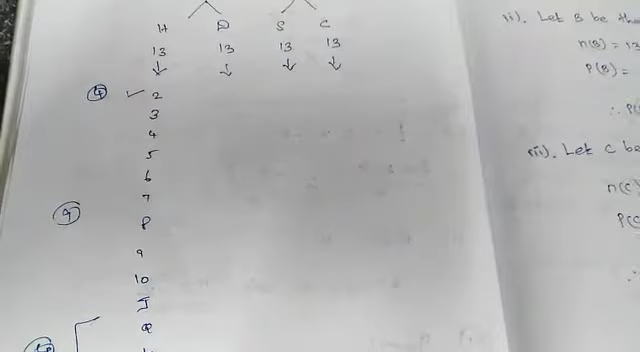 H D S C
13 13 13 13
4 2
3
4
5
6
7
8
9
10
J
Q
ii). Let B be the
n(B) = 13
P(B) =
iii). Let C be
n(C)
P(C